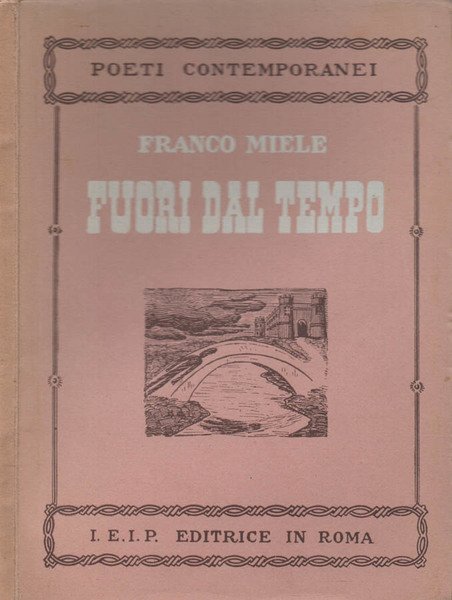 POETI CONTEMPORANEI
FRANCO MIELE
FUORI DAL TEMPO
I. E. I. P. EDITRICE IN ROMA